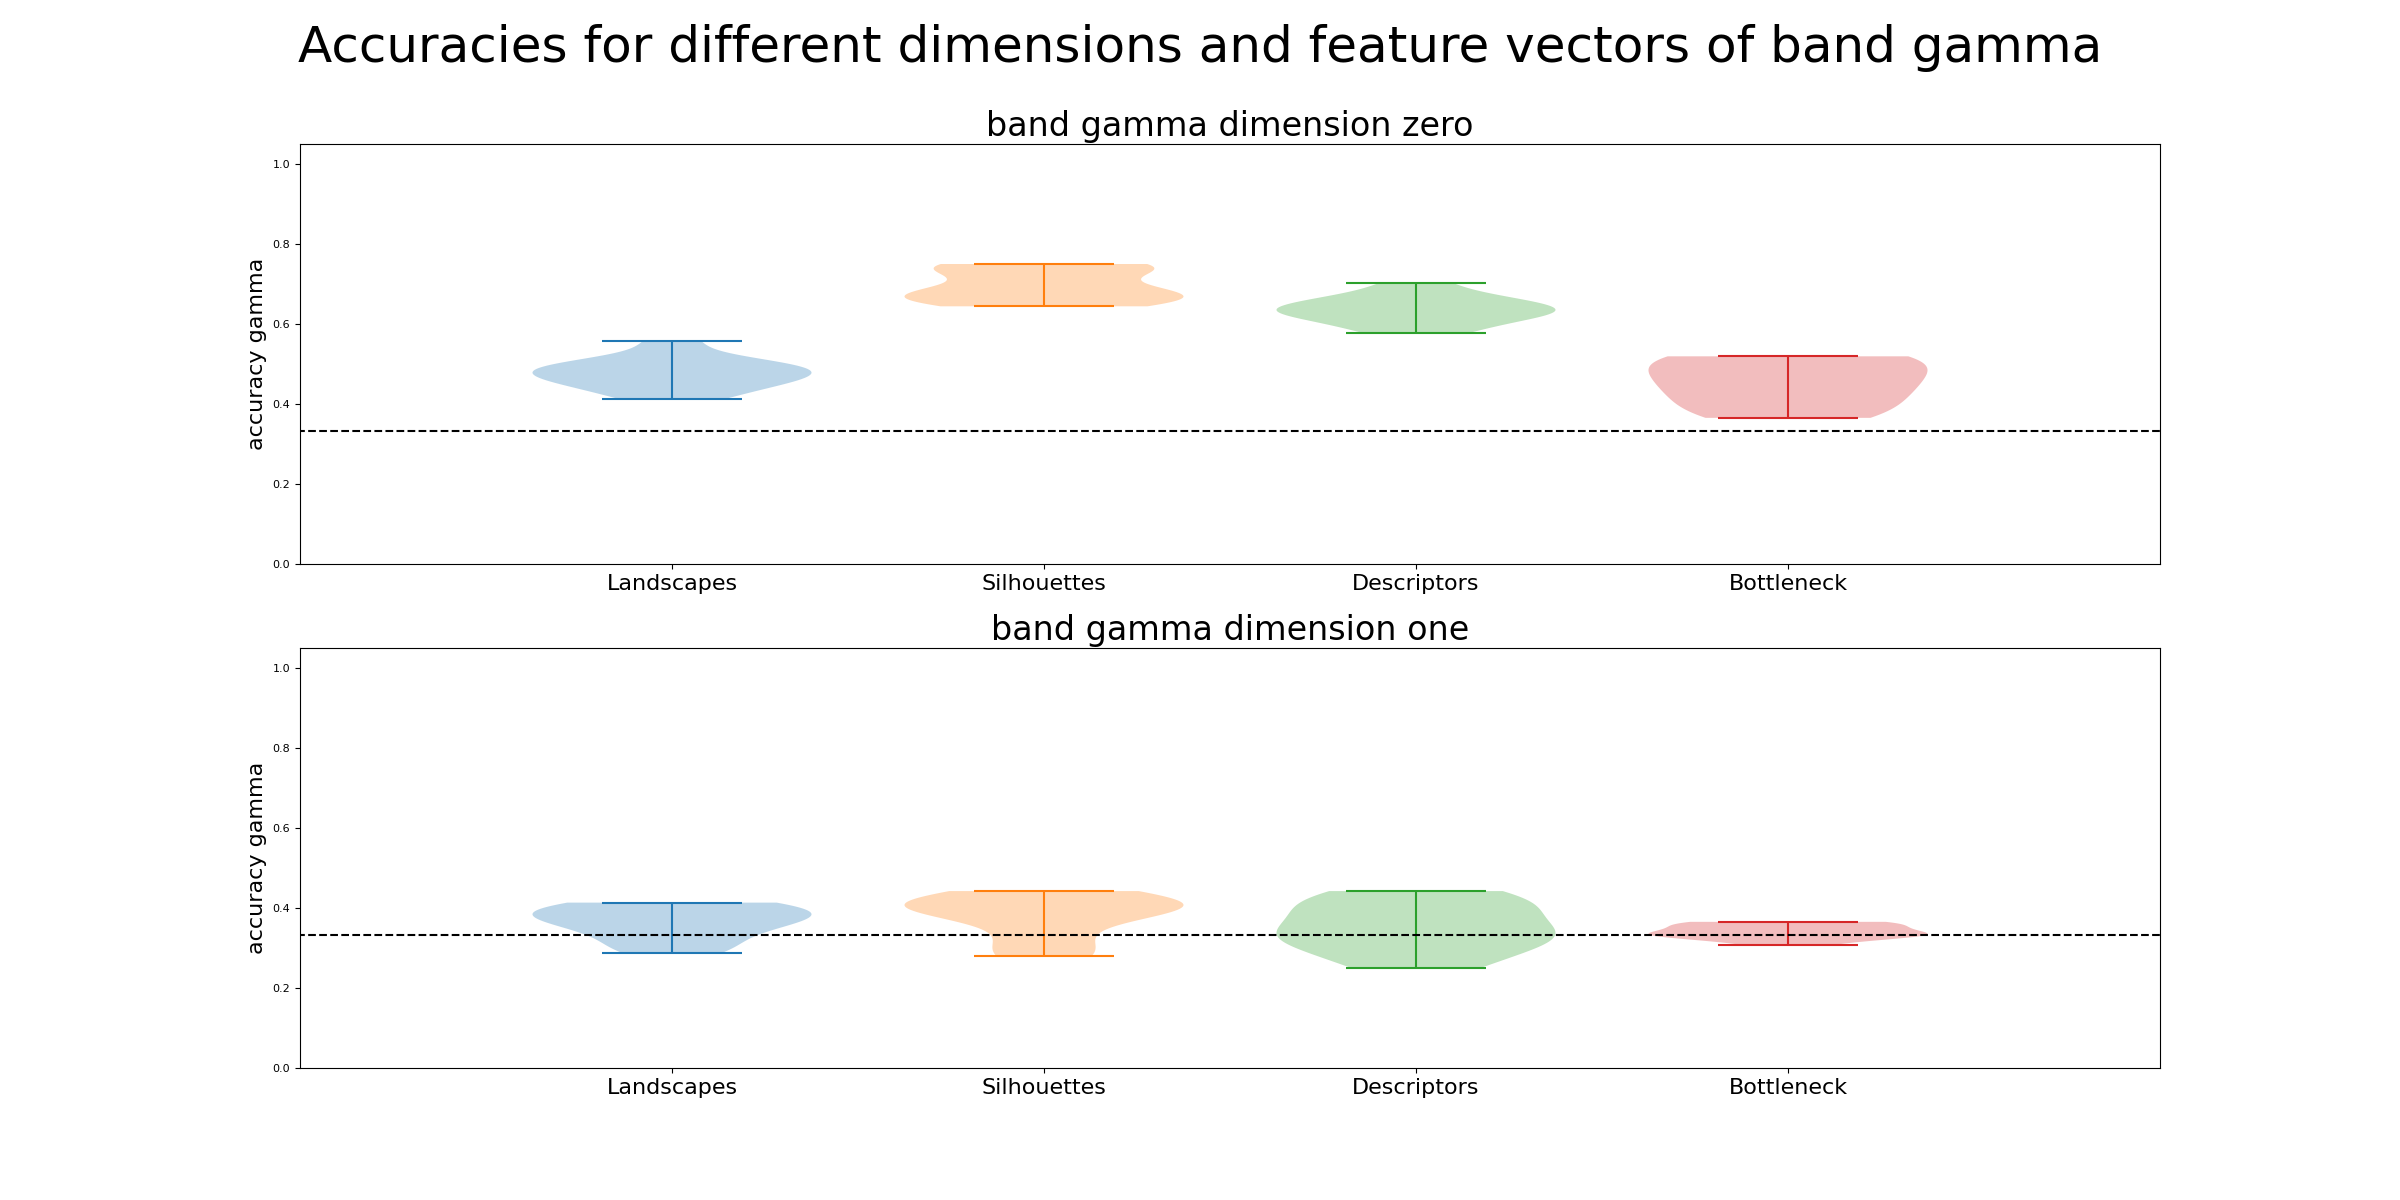 Accuracies for different dimensions and feature vectors of band gamma
band gamma dimension zero
accuracy gamma
1.0
0.8
0.6
0.4
0.2
0.0
Landscapes Silhouettes Descriptors Bottleneck
band gamma dimension one
accuracy gamma
1.0
0.8
0.6
0.4
0.2
0.0
Landscapes Silhouettes Descriptors Bottleneck